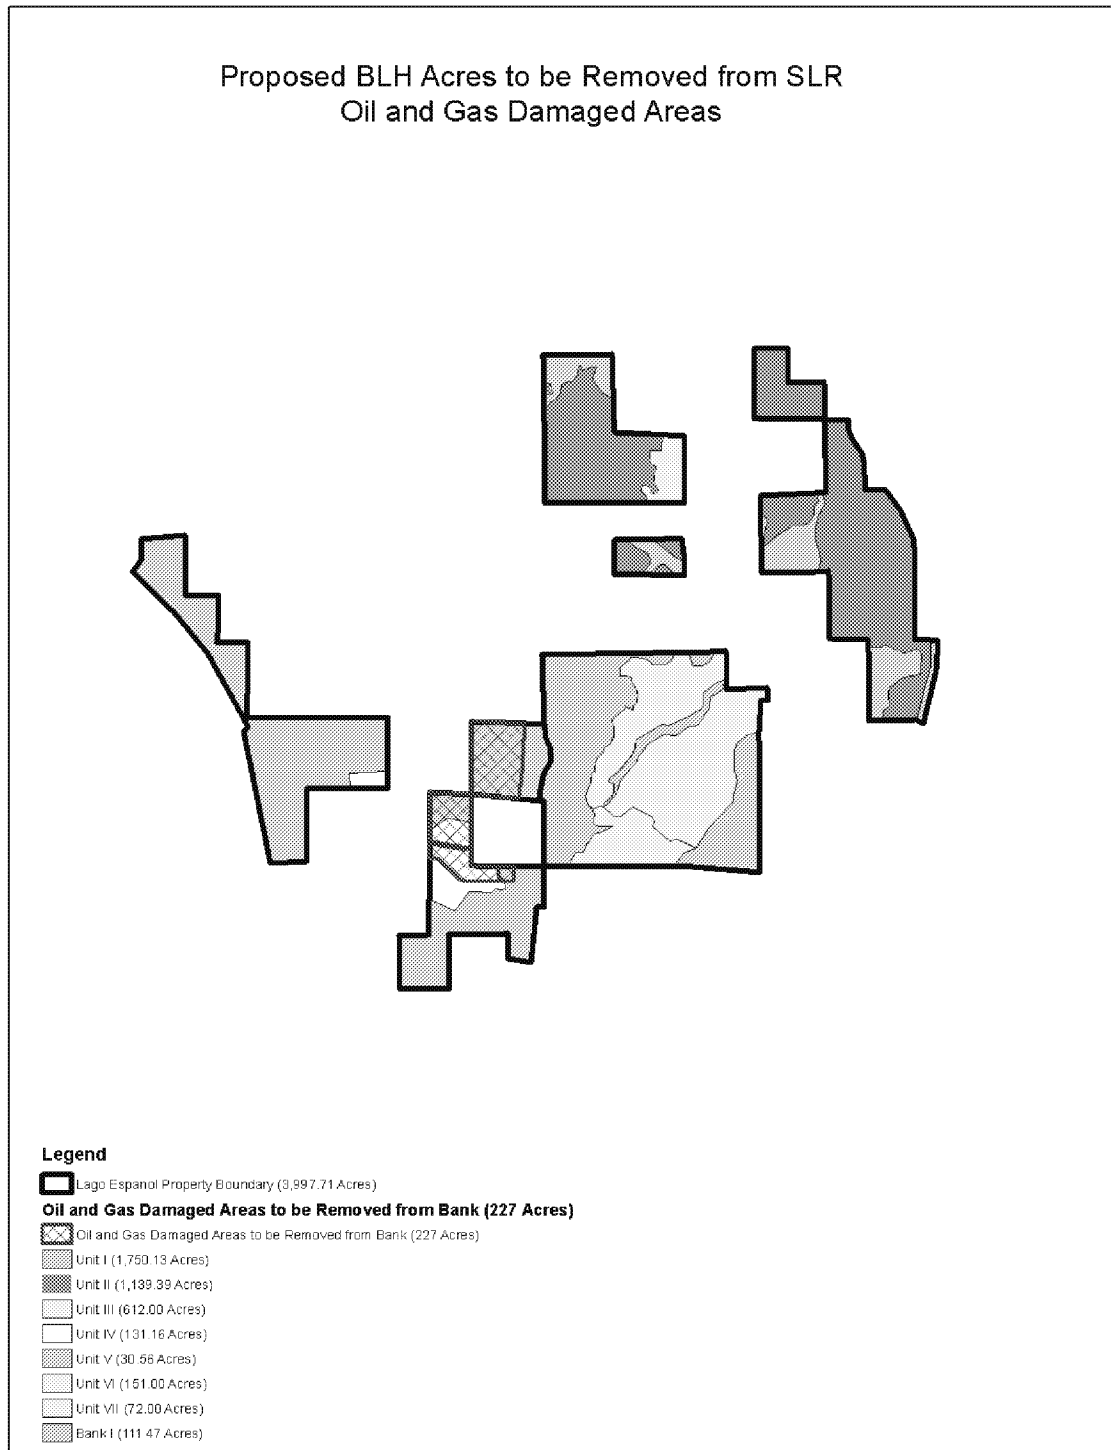 Proposed BLH Acres to be Removed from SLR
Oil and Gas Damaged Areas
Legend
Lago Espanol Property Boundary (3,997.71 Acres)
Oil and Gas Damaged Areas to be Removed from Bank (227 Acres)
Oil and Gas Damaged Areas to be Removed from Bank (227 Acres)
Unit I (1,750.13 Acres)
Unit II (1,139.39 Acres)
Unit III (612.00 Acres)
Unit IV (131.16 Acres)
Unit V (30.56 Acres)
Unit VI (151.00 Acres)
Unit VII (72.00 Acres)
Bank I (111.47 Acres)